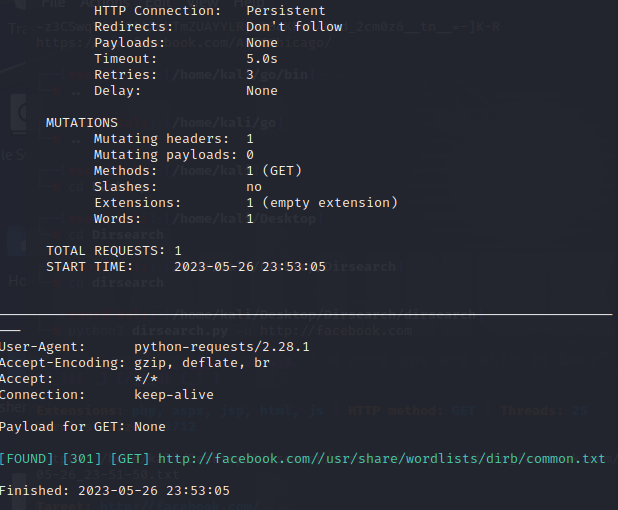 HTTP Connection: Persistent
Redirects: Don't follow
Payloads: None
Timeout: 5.0s
Retries: 3
Delay: None
MUTATIONS
Mutating headers: 1
Mutating payloads: 0
Methods: 1 (GET)
Slashes: no
Extensions: 1 (empty extension)
Words: 1
TOTAL REQUESTS: 1
START TIME: 2023-05-26 23:53:05
User-Agent: python-requests/2.28.1
Accept-Encoding: gzip, deflate, br
Accept: */*
Connection: keep-alive
Payload for GET: None
[FOUND] [301] [GET] http://facebook.com//usr/share/wordlists/dirb/common.txt
Finished: 2023-05-26 23:53:05